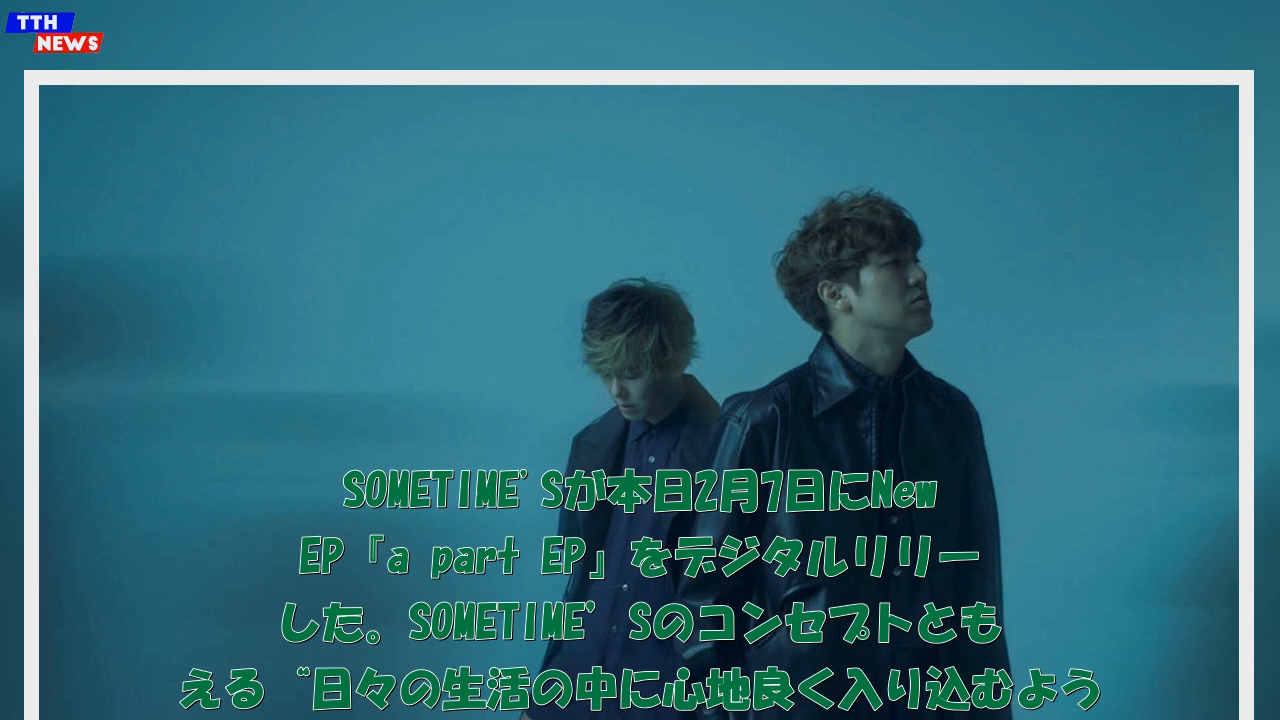 TTH
NEWS
SOMETIME'Sが本日2月7日にNew
EP『a part EP』をデジタルリリー
した。SOMETIME’Sのコンセプトとも
える“日々の生活の中に心地良く入り込むよう